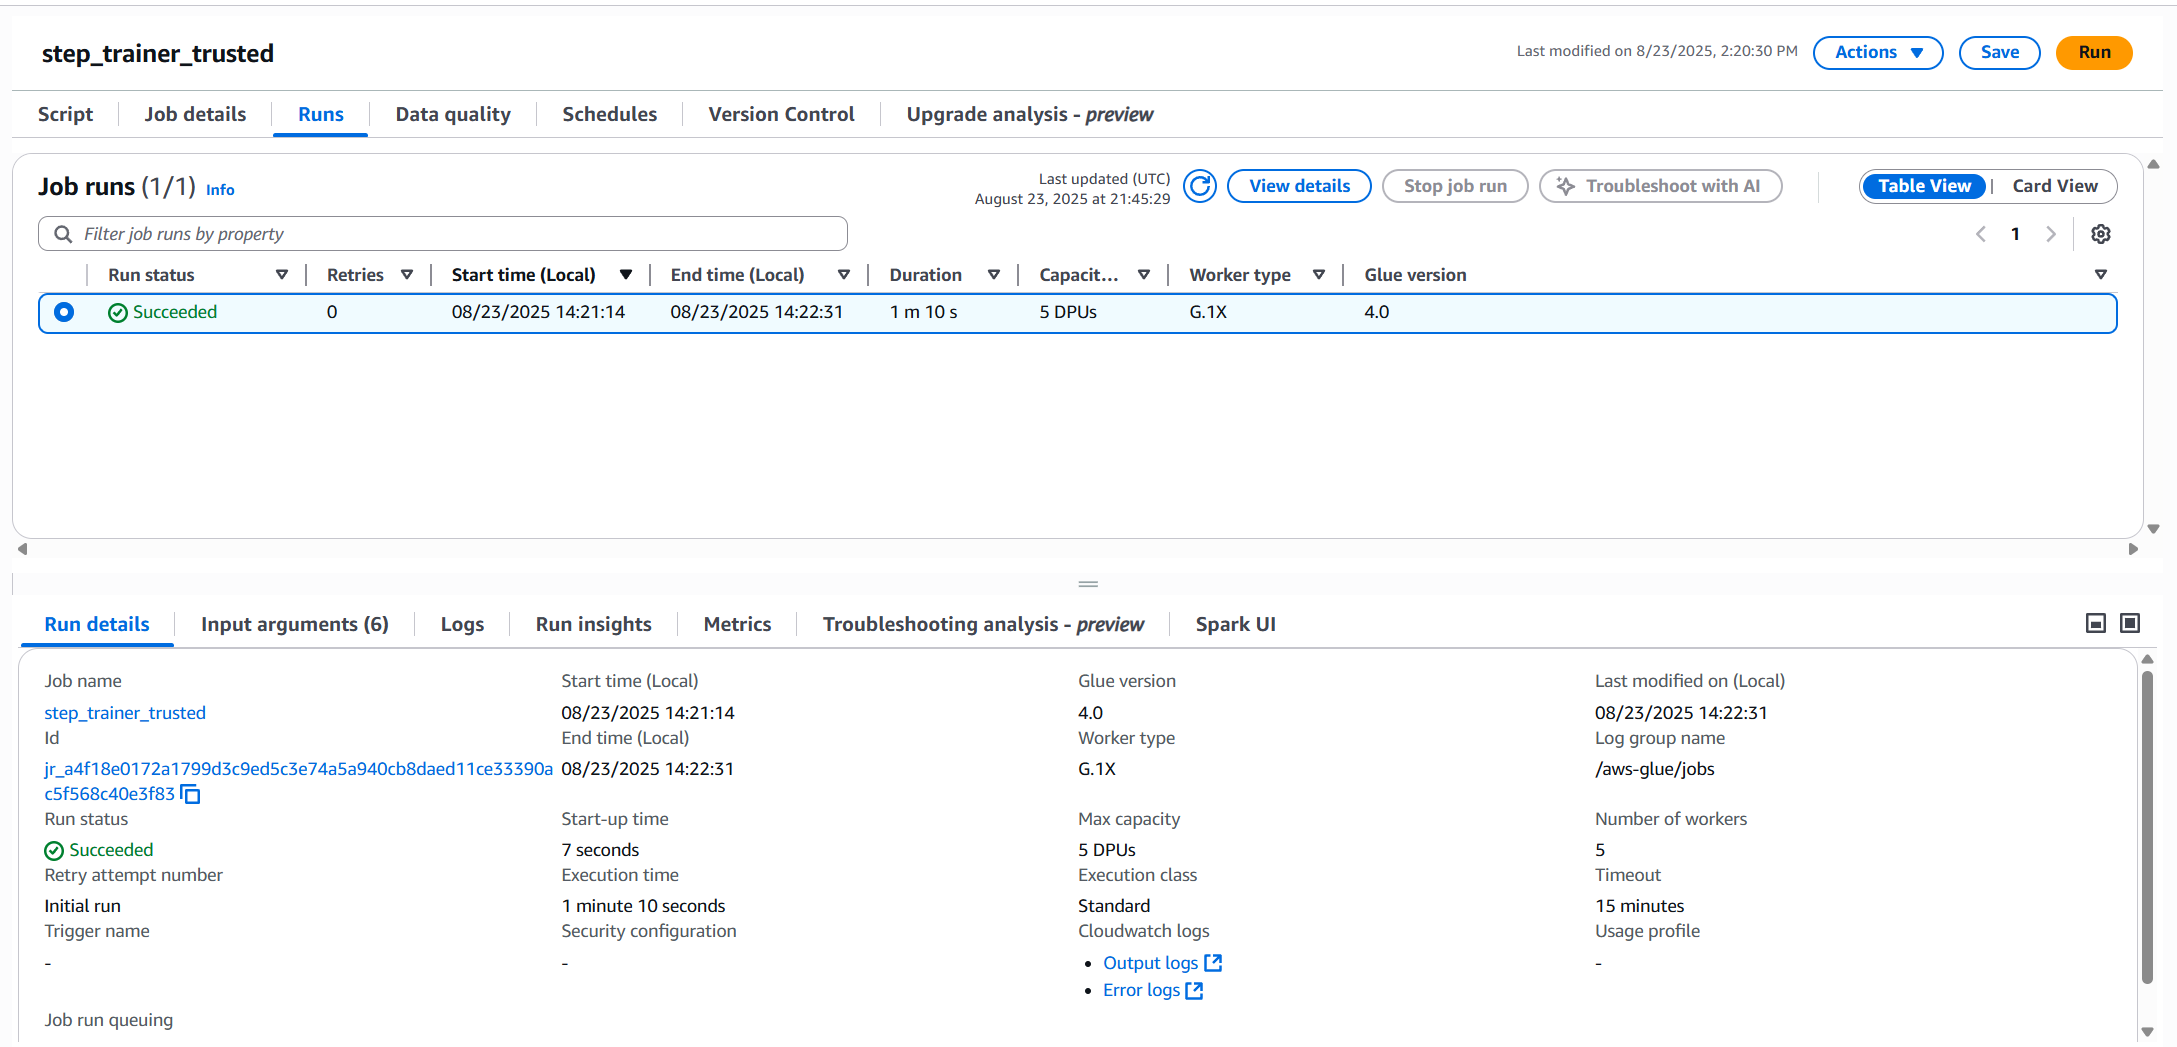 step_trainer_trusted
Last modified on 8/23/2025, 2:20:30 PM
Actions
Save
Run
Script
Job details
Runs
Data quality
Schedules
Version Control
Upgrade analysis - preview
Job runs (1/1) Info
Last updated (UTC)
August 23, 2025 at 21:45:29
View details
Stop job run
Troubleshoot with AI
Table View
Card View
Filter job runs by property
1
Run status Retries Start time (Local) End time (Local) Duration Capacit... Worker type Glue version
Succeeded 0 08/23/2025 14:21:14 08/23/2025 14:22:31 1 m 10 s 5 DPUs G.1X 4.0
Run details
Input arguments (6)
Logs
Run insights
Metrics
Troubleshooting analysis - preview
Spark UI
Job name Start time (Local) Glue version Last modified on (Local)
step_trainer_trusted 08/23/2025 14:21:14 4.0 08/23/2025 14:22:31
Id End time (Local) Worker type Log group name
jr_a4f18e0172a1799d3c9ed5c3e74a5a940cb8daed11ce33390a 08/23/2025 14:22:31 G.1X /aws-glue/jobs
c5f568c40e3f83
Run status Start-up time Max capacity Number of workers
Succeeded 7 seconds 5 DPUs 5
Retry attempt number Execution time Execution class Timeout
Initial run 1 minute 10 seconds Standard 15 minutes
Trigger name Security configuration Cloudwatch logs Usage profile
- - • Output logs -
• Error logs
Job run queuing